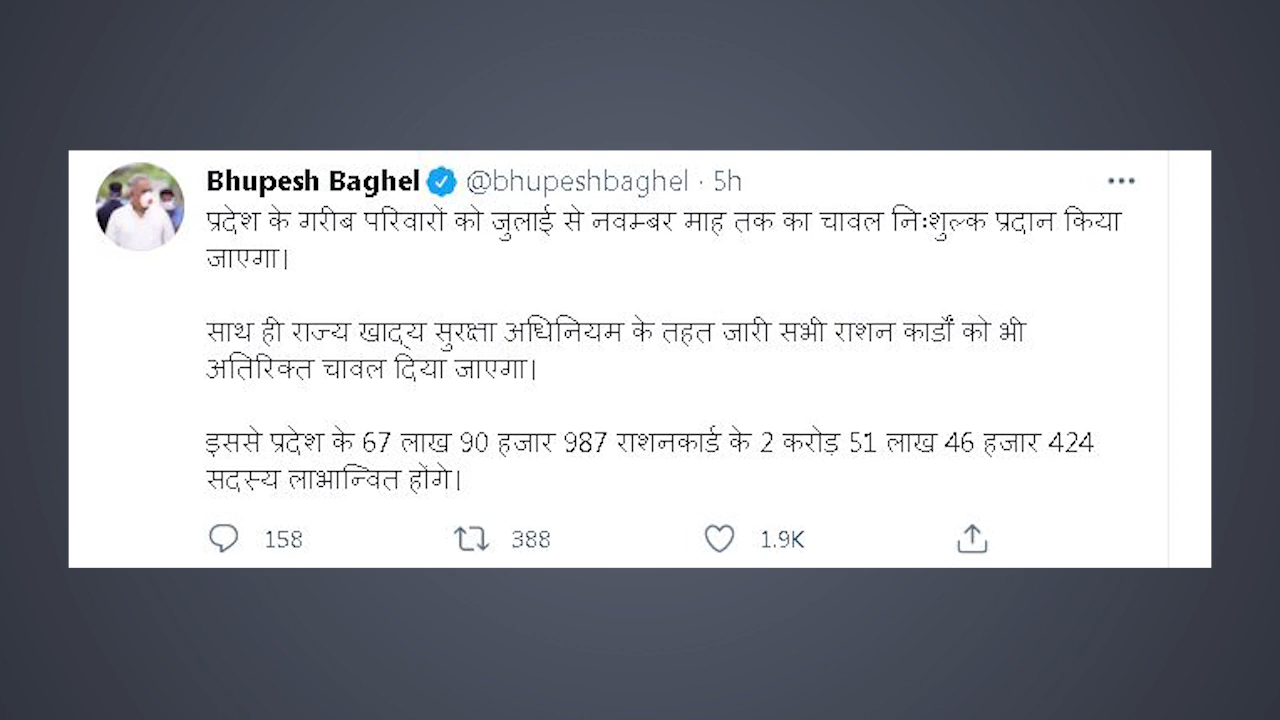 Bhupesh Baghel @bhupeshbaghel · 5h
प्रदेश के गरीब परिवारों को जुलाई से नवम्बर माह तक का चावल निःशुल्क प्रदान किया
जाएगा।
साथ ही राज्य खाद्य सुरक्षा अधिनियम के तहत जारी सभी राशन कार्डों को भी
अतिरिक्त चावल दिया जाएगा।
इससे प्रदेश के 67 लाख 90 हजार 987 राशनकार्ड के 2 करोड़ 51 लाख 46 हजार 424
सदस्य लाभान्वित होंगे।
158 388 1.9K